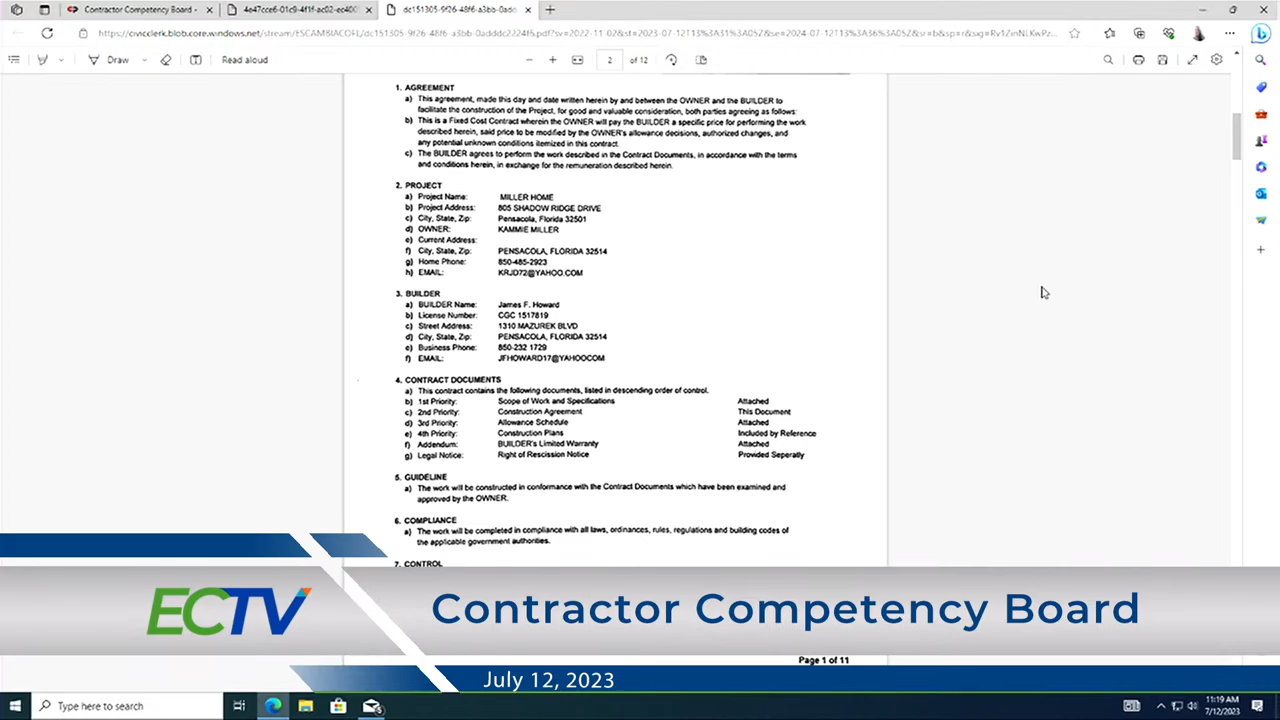 Contractor Competency Board -
4e47cce6-01c9-4f1f-ac02-ec400
dc151305-9f26-48f6-a3bb-0addd
https://civicclerk.blob.core.windows.net/stream/ESCAMBIACOFL/dc151305-9f26-48f6-a3bb-0adddc2224f6.pdf?sv=2022-11-02&st=2023-07-12T13%3A31%3A05Z&se=2024-07-12T13%3A36%3A05Z&sr=b&sp=r&sig=Rv1ZinNLKwPz...
Draw
Read aloud
2 of 12
1. AGREEMENT
a) This agreement, made this day and date written herein by and between the OWNER and the BUILDER to
facilitate the construction of the Project, for good and valuable consideration, both parties agreeing as follows:
b) This is a Fixed Cost Contract wherein the OWNER will pay the BUILDER a specific price for performing the work
described herein, said price to be modified by the OWNER's allowance decisions, authorized changes, and
any potential unknown conditions itemized in this contract.
c) The BUILDER agrees to perform the work described in the Contract Documents, in accordance with the terms
and conditions herein, in exchange for the remuneration described herein.
2. PROJECT
a) Project Name: MILLER HOME
b) Project Address: 805 SHADOW RIDGE DRIVE
c) City, State, Zip: Pensacola, Florida 32501
d) OWNER: KAMMIE MILLER
e) Current Address:
f) City, State, Zip: PENSACOLA, FLORIDA 32514
g) Home Phone: 850-485-2923
h) EMAIL: KRJD72@YAHOO.COM
3. BUILDER
a) BUILDER Name: James F. Howard
b) License Number: CGC 1517819
c) Street Address: 1310 MAZUREK BLVD
d) City, State, Zip: PENSACOLA, FLORIDA 32514
e) Business Phone: 850-232 1729
f) EMAIL: JFHOWARD17@YAHOOCOM
4. CONTRACT DOCUMENTS
a) This contract contains the following documents, listed in descending order of control.
b) 1st Priority: Scope of Work and Specifications Attached
c) 2nd Priority: Construction Agreement This Document
d) 3rd Priority: Allowance Schedule Attached
e) 4th Priority: Construction Plans Included by Reference
f) Addendum: BUILDER's Limited Warranty Attached
g) Legal Notice: Right of Rescission Notice Provided Seperatly
5. GUIDELINE
a) The work will be constructed in conformance with the Contract Documents which have been examined and
approved by the OWNER.
6. COMPLIANCE
a) The work will be completed in compliance with all laws, ordinances, rules, regulations and building codes of
the applicable government authorities.
7. CONTROL
ECTV
Contractor Competency Board
Page 1 of 11
July 12, 2023
Type here to search
11:19 AM
7/12/2023